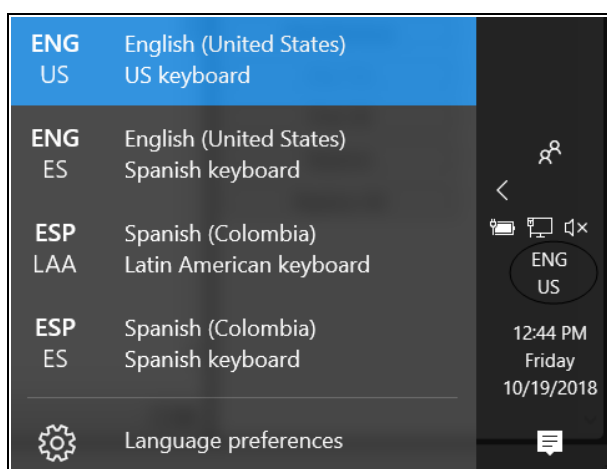 ENG English (United States)
US US keyboard
ENG English (United States)
ES Spanish keyboard
ESP Spanish (Colombia)
LAA Latin American keyboard
ESP Spanish (Colombia)
ES Spanish keyboard
Language preferences
ENG
US
12:44 PM
Friday
10/19/2018